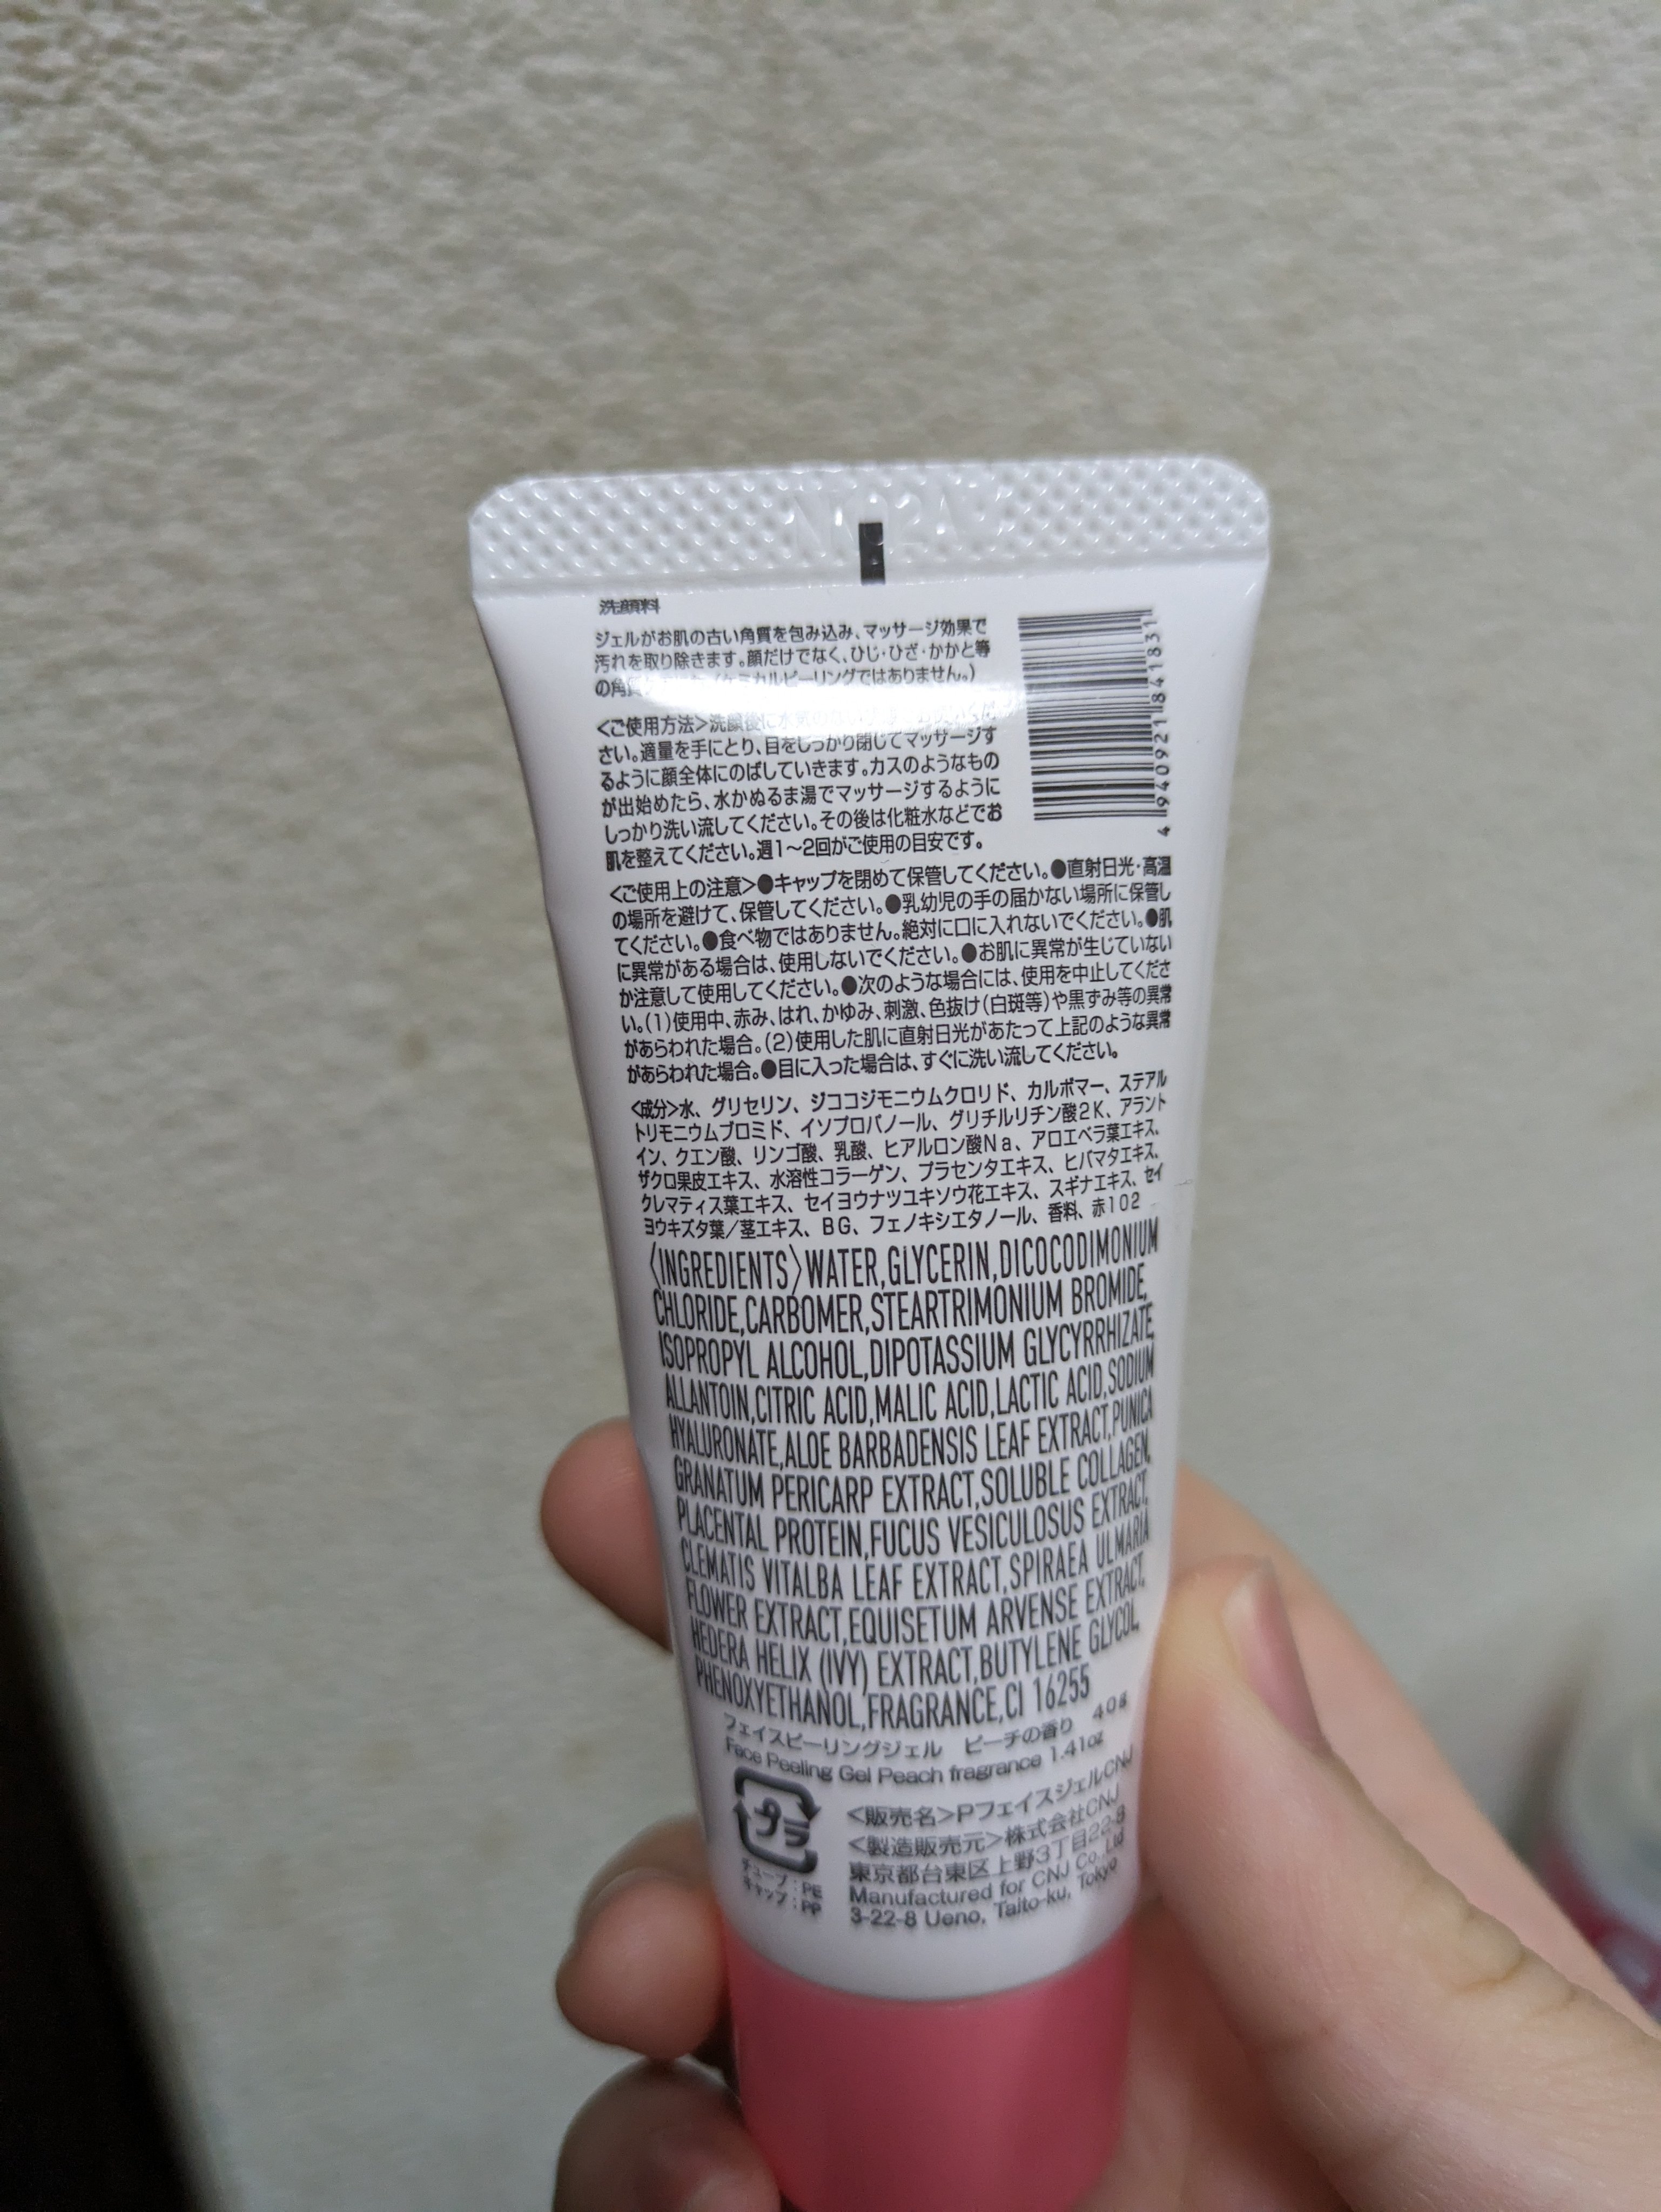 洗顔料
ジェルがお肌の古い角質を包み込み、マッサージ効果で
汚れを取り除きます。顔だけでなく、ひじ・ひざ・かかと等
の角質 (ケミカルピーリングではありません。)
4940921841831
<ご使用方法>洗顔後に水気の
さい。適量を手にとり、目をしっかり閉じてマッサージす
るように顔全体にのばしていきます。カスのようなもの
が出始めたら、水かぬるま湯でマッサージするように
しっかり洗い流してください。その後は化粧水などでお
肌を整えてください。週1〜2回がご使用の目安です。
<ご使用上の注意>●キャップを閉めて保管してください。●直射日光・高温
の場所を避けて、保管してください。●乳幼児の手の届かない場所に保管し
てください。●食べ物ではありません。絶対に口に入れないでください。●肌
に異常がある場合は、使用しないでください。●お肌に異常が生じていない
か注意して使用してください。●次のような場合には、使用を中止してくださ
い。(1)使用中、赤み、はれ、かゆみ、刺激、色抜け(白斑等)や黒ずみ等の異常
があらわれた場合。(2)使用した肌に直射日光があたって上記のような異常
があらわれた場合。●目に入った場合は、すぐに洗い流してください。
<成分>水、グリセリン、ジココジモニウムクロリド、カルボマー、ステアル
トリモニウムブロミド、イソプロパノール、グリチルリチン酸2K、アラント
イン、クエン酸、リンゴ酸、乳酸、ヒアルロン酸Na、アロエベラ葉エキス、
ザクロ果皮エキス、水溶性コラーゲン、プラセンタエキス、ヒバマタエキス、
クレマティス葉エキス、セイヨウナツユキソウ花エキス、スギナエキス、セイ
ヨウキズタ葉/茎エキス、BG、フェノキシエタノール、香料、赤102
〈INGREDIENTS〉WATER,GLYCERIN,DICOCODIMONIUM
CHLORIDE,CARBOMER,STEARTRIMONIUM BROMIDE,
ISOPROPYL ALCOHOL,DIPOTASSIUM GLYCYRRHIZATE,
ALLANTOIN,CITRIC ACID,MALIC ACID,LACTIC ACID,SODIUM
HYALURONATE,ALOE BARBADENSIS LEAF EXTRACT,PUNICA
GRANATUM PERICARP EXTRACT,SOLUBLE COLLAGEN,
PLACENTAL PROTEIN,FUCUS VESICULOSUS EXTRACT,
CLEMATIS VITALBA LEAF EXTRACT,SPIRAEA ULMARIA
FLOWER EXTRACT,EQUISETUM ARVENSE EXTRACT,
HEDERA HELIX (IVY) EXTRACT,BUTYLENE GLYCOL,
PHENOXYETHANOL,FRAGRANCE,CI 16255
フェイスピーリングジェル ピーチの香り 40g
Face Peeling Gel Peach fragrance 1.41oz
プラ
チューブ:PE
キャップ:PP
<販売名>PフェイスジェルCNJ
<製造販売元>株式会社CNJ
東京都台東区上野3丁目22-8
Manufactured for CNJ Co.,Ltd
3-22-8 Ueno, Taito-ku, Tokyo